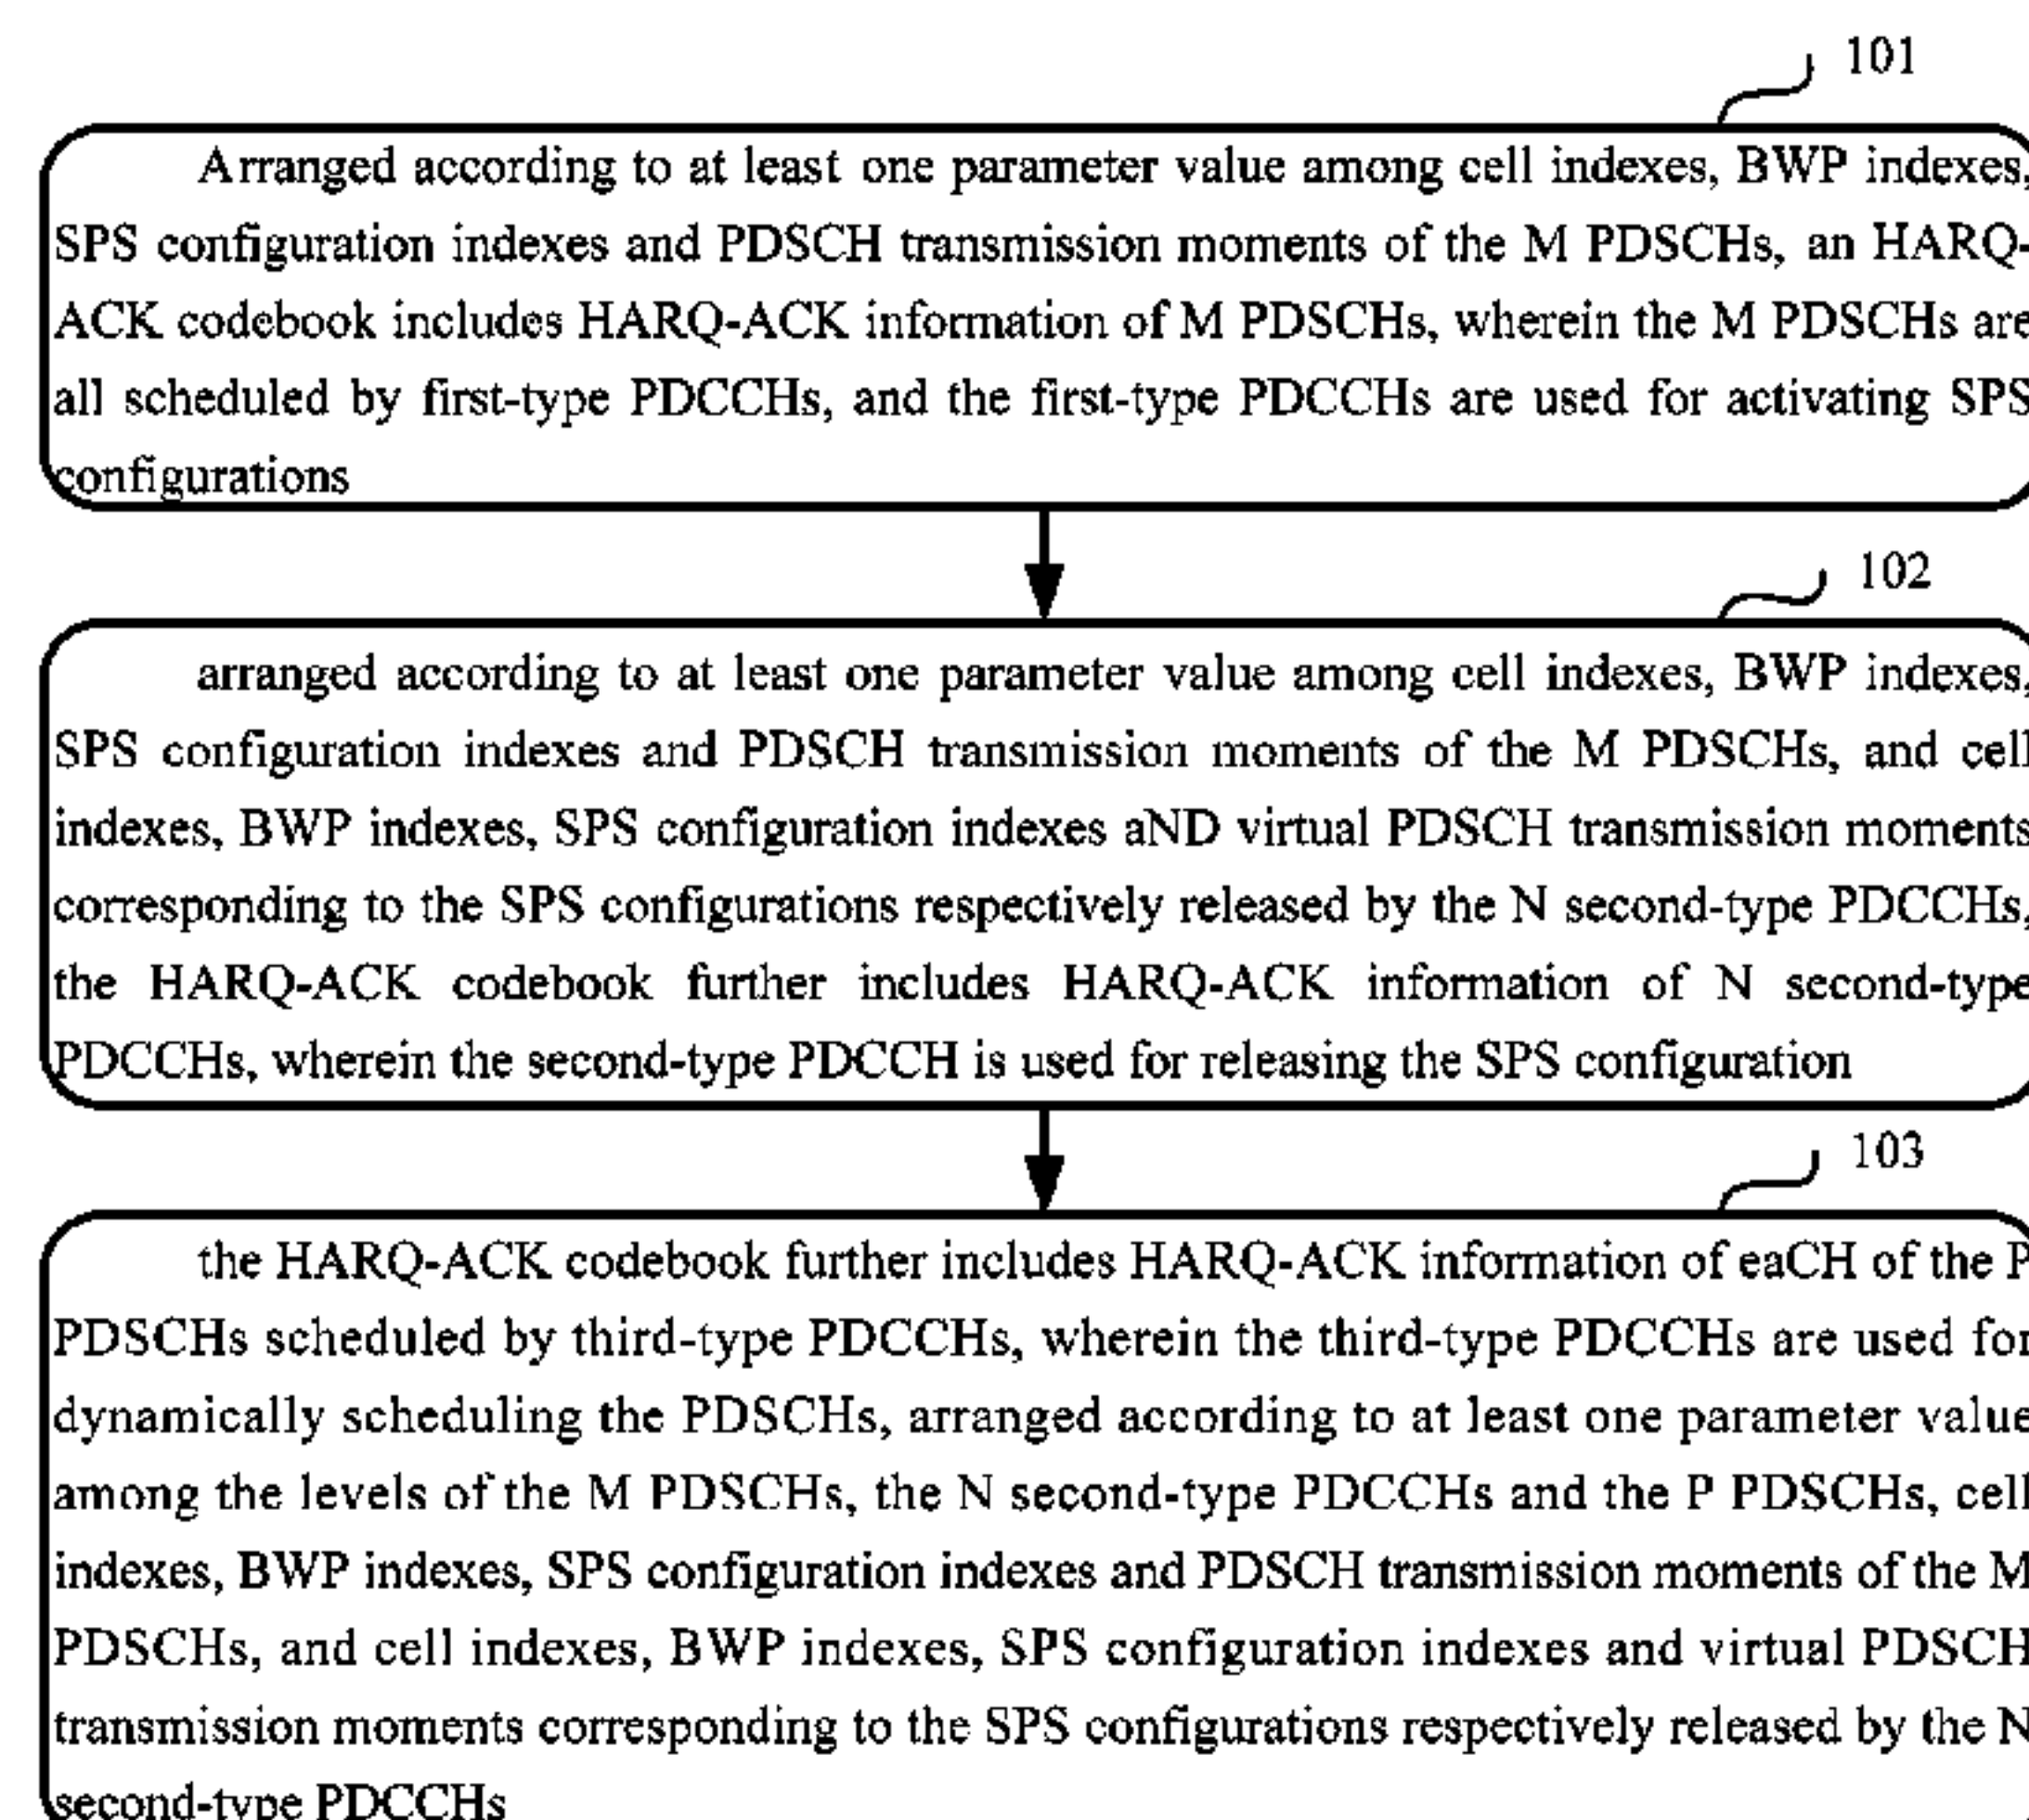 101
Arranged according to at least one parameter value among cell indexes, BWP indexes,
SPS configuration indexes and PDSCH transmission moments of the M PDSCHs, an HARQ-
ACK codebook includes HARQ-ACK information of M PDSCHs, wherein the M PDSCHs are
all scheduled by first-type PDCCHs, and the first-type PDCCHs are used for activating SPS
configurations
102
arranged according to at least one parameter value among cell indexes, BWP indexes,
SPS configuration indexes and PDSCH transmission moments of the M PDSCHs, and cell
indexes, BWP indexes, SPS configuration indexes aND virtual PDSCH transmission moments
corresponding to the SPS configurations respectively released by the N second-type PDCCHs,
the HARQ-ACK codebook further includes HARQ-ACK information of N second-type
PDCCHs, wherein the second-type PDCCH is used for releasing the SPS configuration
103
the HARQ-ACK codebook further includes HARQ-ACK information of eaCH of the P
PDSCHs scheduled by third-type PDCCHs, wherein the third-type PDCCHs are used for
dynamically scheduling the PDSCHs, arranged according to at least one parameter value
among the levels of the M PDSCHs, the N second-type PDCCHs and the P PDSCHs, cell
indexes, BWP indexes, SPS configuration indexes and PDSCH transmission moments of the M
PDSCHs, and cell indexes, BWP indexes, SPS configuration indexes and virtual PDSCH
transmission moments corresponding to the SPS configurations respectively released by the N
second-type PDCCHs